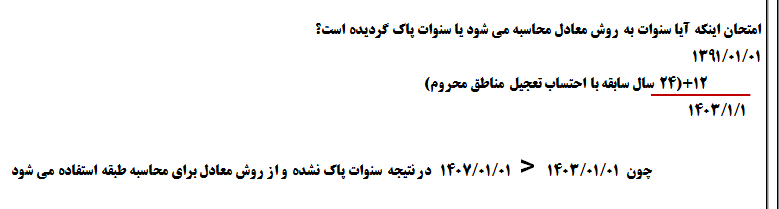 امتحان اینکه آیا سنوات به روش معادل محاسبه می شود یا سنوات پاک گردیده است؟
۱۳۹۱/۰۱/۰۱
۱۲+(۲۴ سال سابقه با احتساب تعجیل مناطق محروم)
۱۴۰۳/۱/۱
چون ۱۴۰۳/۰۱/۰۱ < ۱۴۰۷/۰۱/۰۱ در نتیجه سنوات پاک نشده و از روش معادل برای محاسبه طبقه استفاده می شود